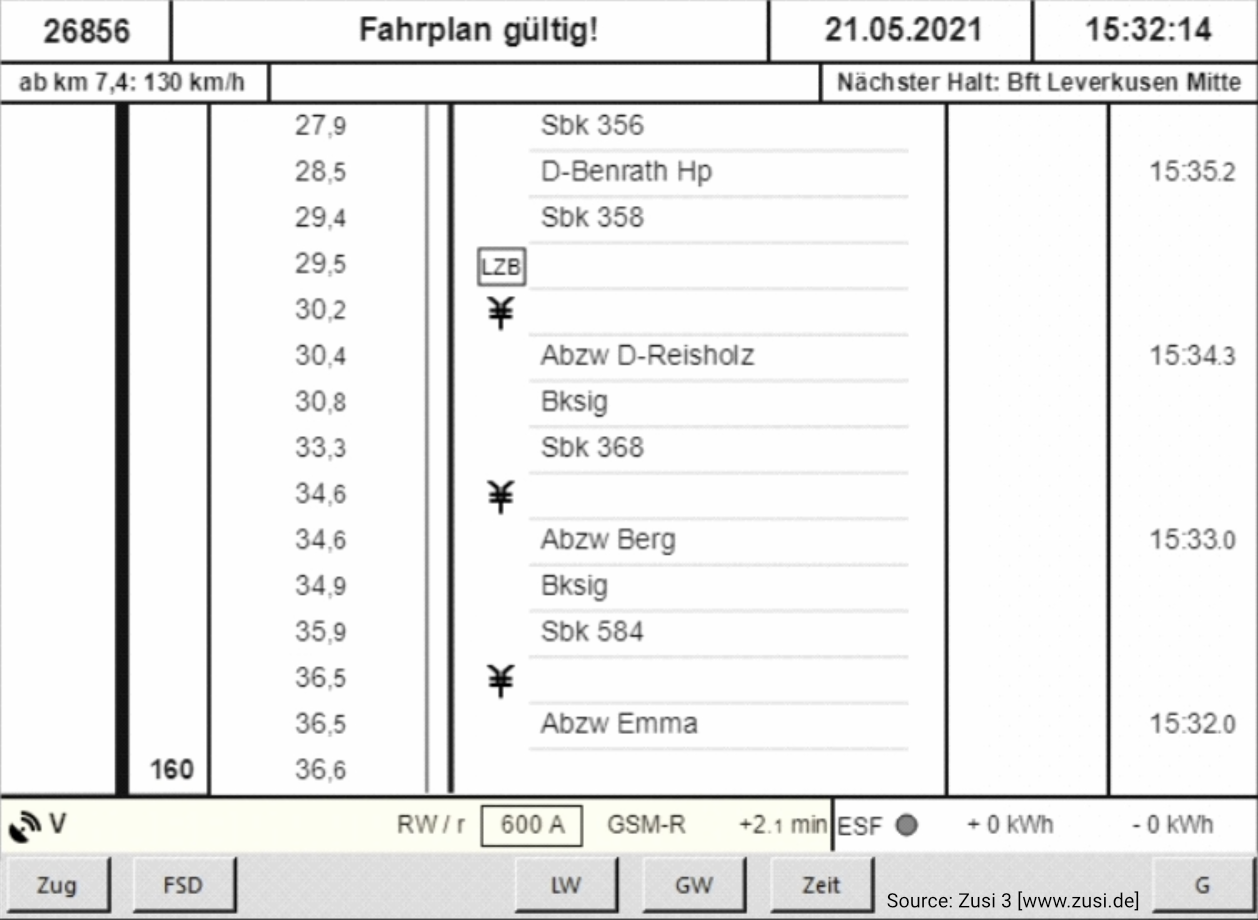 26856 Fahrplan gültig! 21.05.2021 15:32:14
ab km 7,4: 130 km/h Nächster Halt: Bft Leverkusen Mitte
27,9 Sbk 356
28,5 D-Benrath Hp 15:35.2
29,4 Sbk 358
29,5 LZB
30,2 ¥
30,4 Abzw D-Reisholz 15:34.3
30,8 Bksig
33,3 Sbk 368
34,6 ¥
34,6 Abzw Berg 15:33.0
34,9 Bksig
35,9 Sbk 584
36,5 ¥
36,5 Abzw Emma 15:32.0
160 36,6
V RW / r 600 A GSM-R +2.1 min ESF + 0 kWh - 0 kWh
Zug FSD LW GW Zeit Source: Zusi 3 [www.zusi.de] G